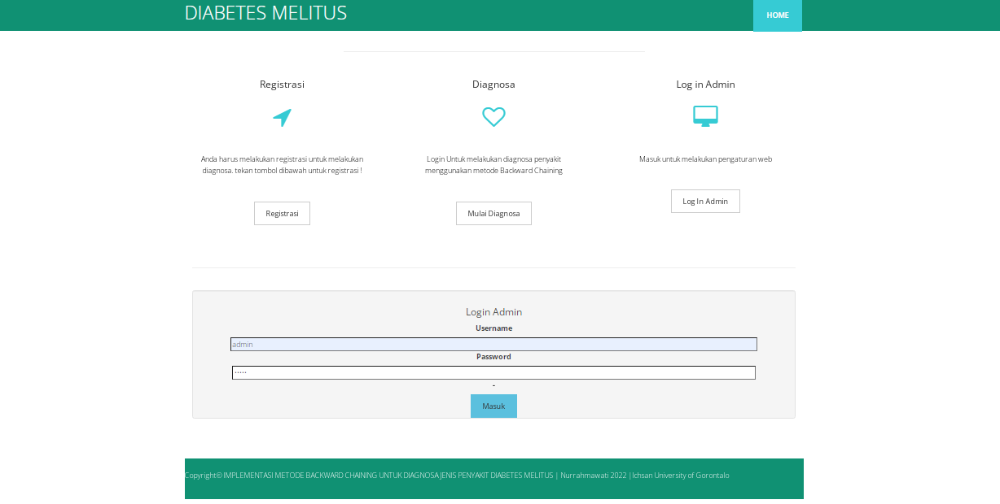 DIABETES MELITUS
HOME
Registrasi
Diagnosa
Log in Admin
Anda harus melakukan registrasi untuk melakukan
diagnosa. tekan tombol dibawah untuk registrasi !
Login Untuk melakukan diagnosa penyakit
menggunakan metode Backward Chaining
Masuk untuk melakukan pengaturan web
Registrasi
Mulai Diagnosa
Log In Admin
Login Admin
Username
admin
Password
•••••
-
Masuk
Copyright© IMPLEMENTASI METODE BACKWARD CHAINING UNTUK DIAGNOSA JENIS PENYAKIT DIABETES MELITUS | Nurrahmawati 2022 |Ichsan University of Gorontalo